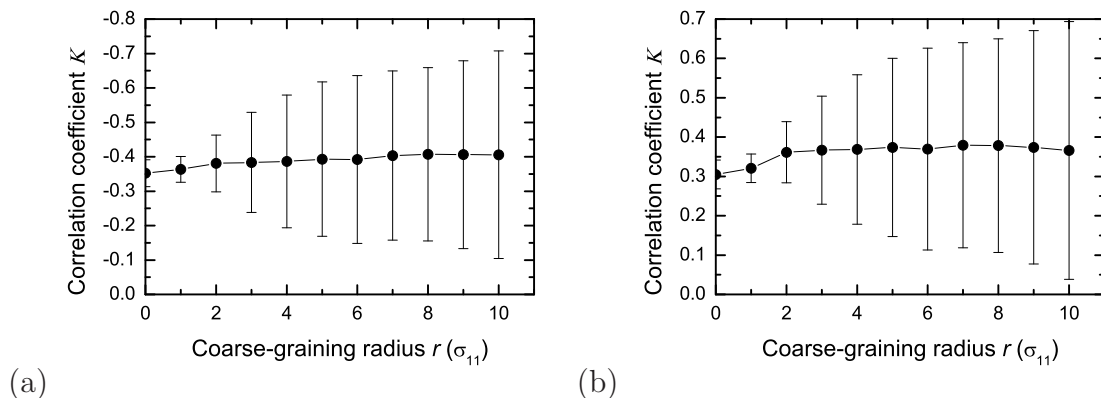 Correlation coefficient K
-0.8
-0.7
-0.6
-0.5
-0.4
-0.3
-0.2
-0.1
0.0
0 2 4 6 8 10
Coarse-graining radius r (σ11)
(a)
Correlation coefficient K
0.7
0.6
0.5
0.4
0.3
0.2
0.1
0.0
0 2 4 6 8 10
Coarse-graining radius r (σ11)
(b)